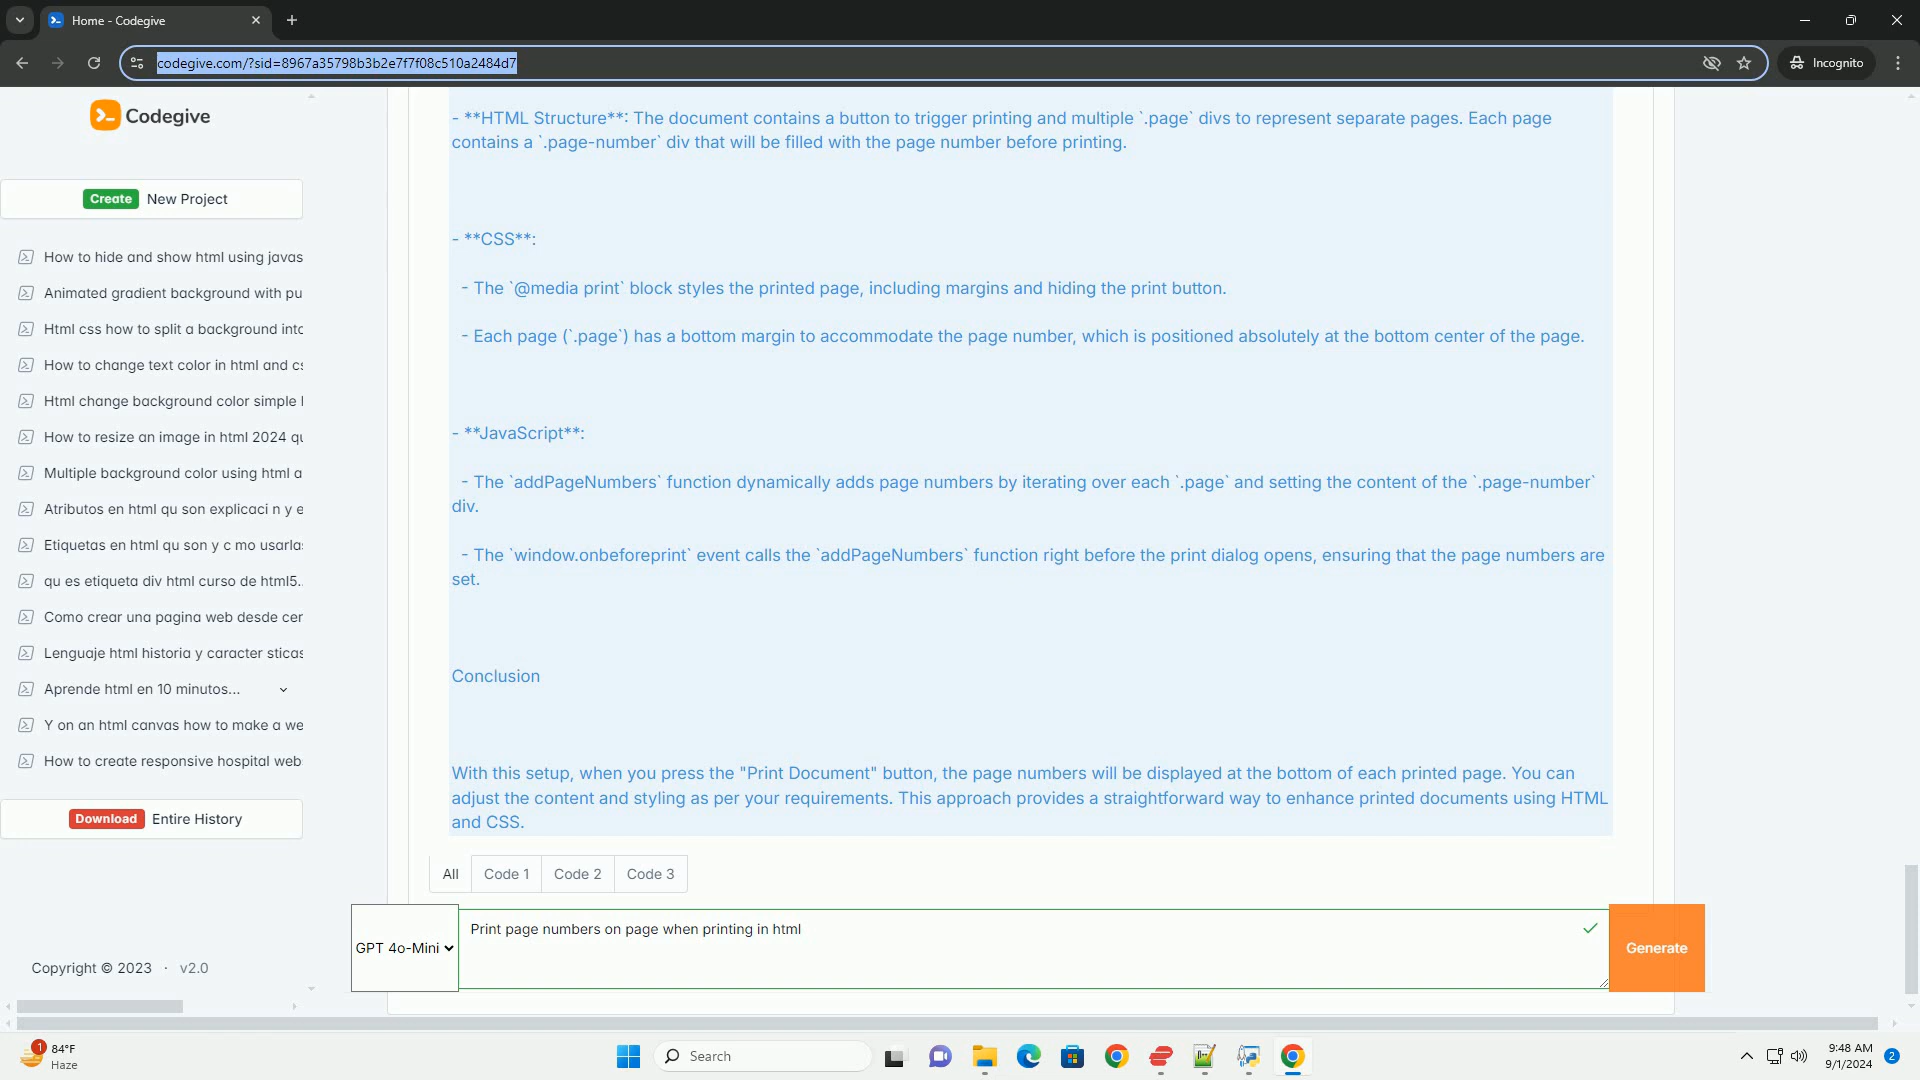 Home - Codegive
codegive.com/?sid=8967a35798b3b2e7f7f08c510a2484d7
Incognito
Codegive
Create New Project
How to hide and show html using javas
Animated gradient background with pu
Html css how to split a background into
How to change text color in html and cs
Html change background color simple
How to resize an image in html 2024 qu
Multiple background color using html a
Atributos en html qu son explicaci n y e
Etiquetas en html qu son y c mo usarlas
qu es etiqueta div html curso de html5..
Como crear una pagina web desde cer
Lenguaje html historia y caracter sticas
Aprende html en 10 minutos...
Y on an html canvas how to make a we
How to create responsive hospital web
Download Entire History
Copyright © 2023 · v2.0
- **HTML Structure**: The document contains a button to trigger printing and multiple `.page` divs to represent separate pages. Each page
contains a `.page-number` div that will be filled with the page number before printing.
- **CSS**:
- The `@media print` block styles the printed page, including margins and hiding the print button.
- Each page (`.page`) has a bottom margin to accommodate the page number, which is positioned absolutely at the bottom center of the page.
- **JavaScript**:
- The `addPageNumbers` function dynamically adds page numbers by iterating over each `.page` and setting the content of the `.page-number`
div.
- The `window.onbeforeprint` event calls the `addPageNumbers` function right before the print dialog opens, ensuring that the page numbers are
set.
Conclusion
With this setup, when you press the "Print Document" button, the page numbers will be displayed at the bottom of each printed page. You can
adjust the content and styling as per your requirements. This approach provides a straightforward way to enhance printed documents using HTML
and CSS.
All Code 1 Code 2 Code 3
GPT 4o-Mini
Print page numbers on page when printing in html
Generate
1
84°F
Haze
Search
9:48 AM
9/1/2024
2